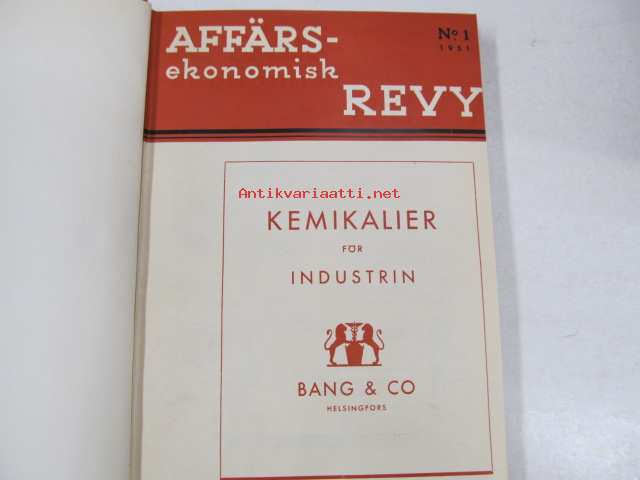 AFFÄRS-
ekonomisk
REVY
No. 1
1951
Antikvariaatti.net
KEMIKALIER
FÖR
INDUSTRIN
BANG & CO
HELSINGFORS